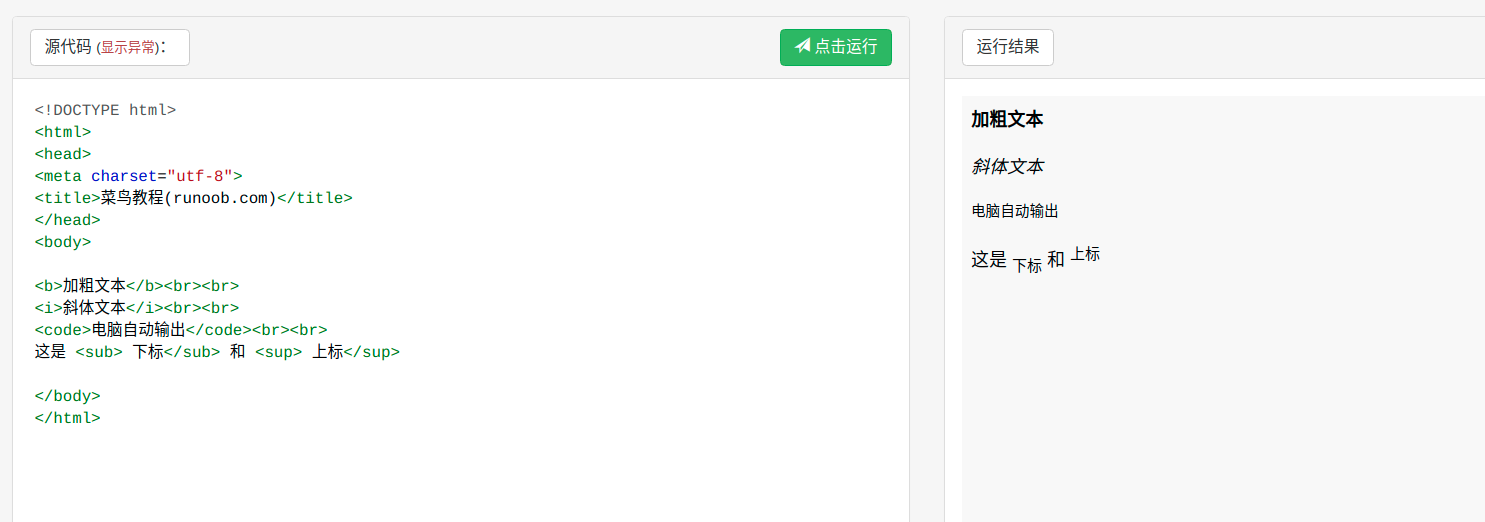 源代码 (显示异常):
点击运行
<!DOCTYPE html>
<html>
<head>
<meta charset="utf-8">
<title>菜鸟教程(runoob.com)</title>
</head>
<body>
<b>加粗文本</b><br><br>
<i>斜体文本</i><br><br>
<code>电脑自动输出</code><br><br>
这是 <sub> 下标</sub> 和 <sup> 上标</sup>
</body>
</html>
运行结果
加粗文本
斜体文本
电脑自动输出
这是 下标 和 上标